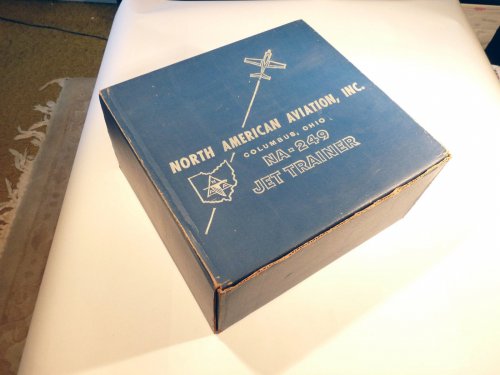 NORTH AMERICAN AVIATION, INC.
COLUMBUS, OHIO
NA-249
JET TRAINER